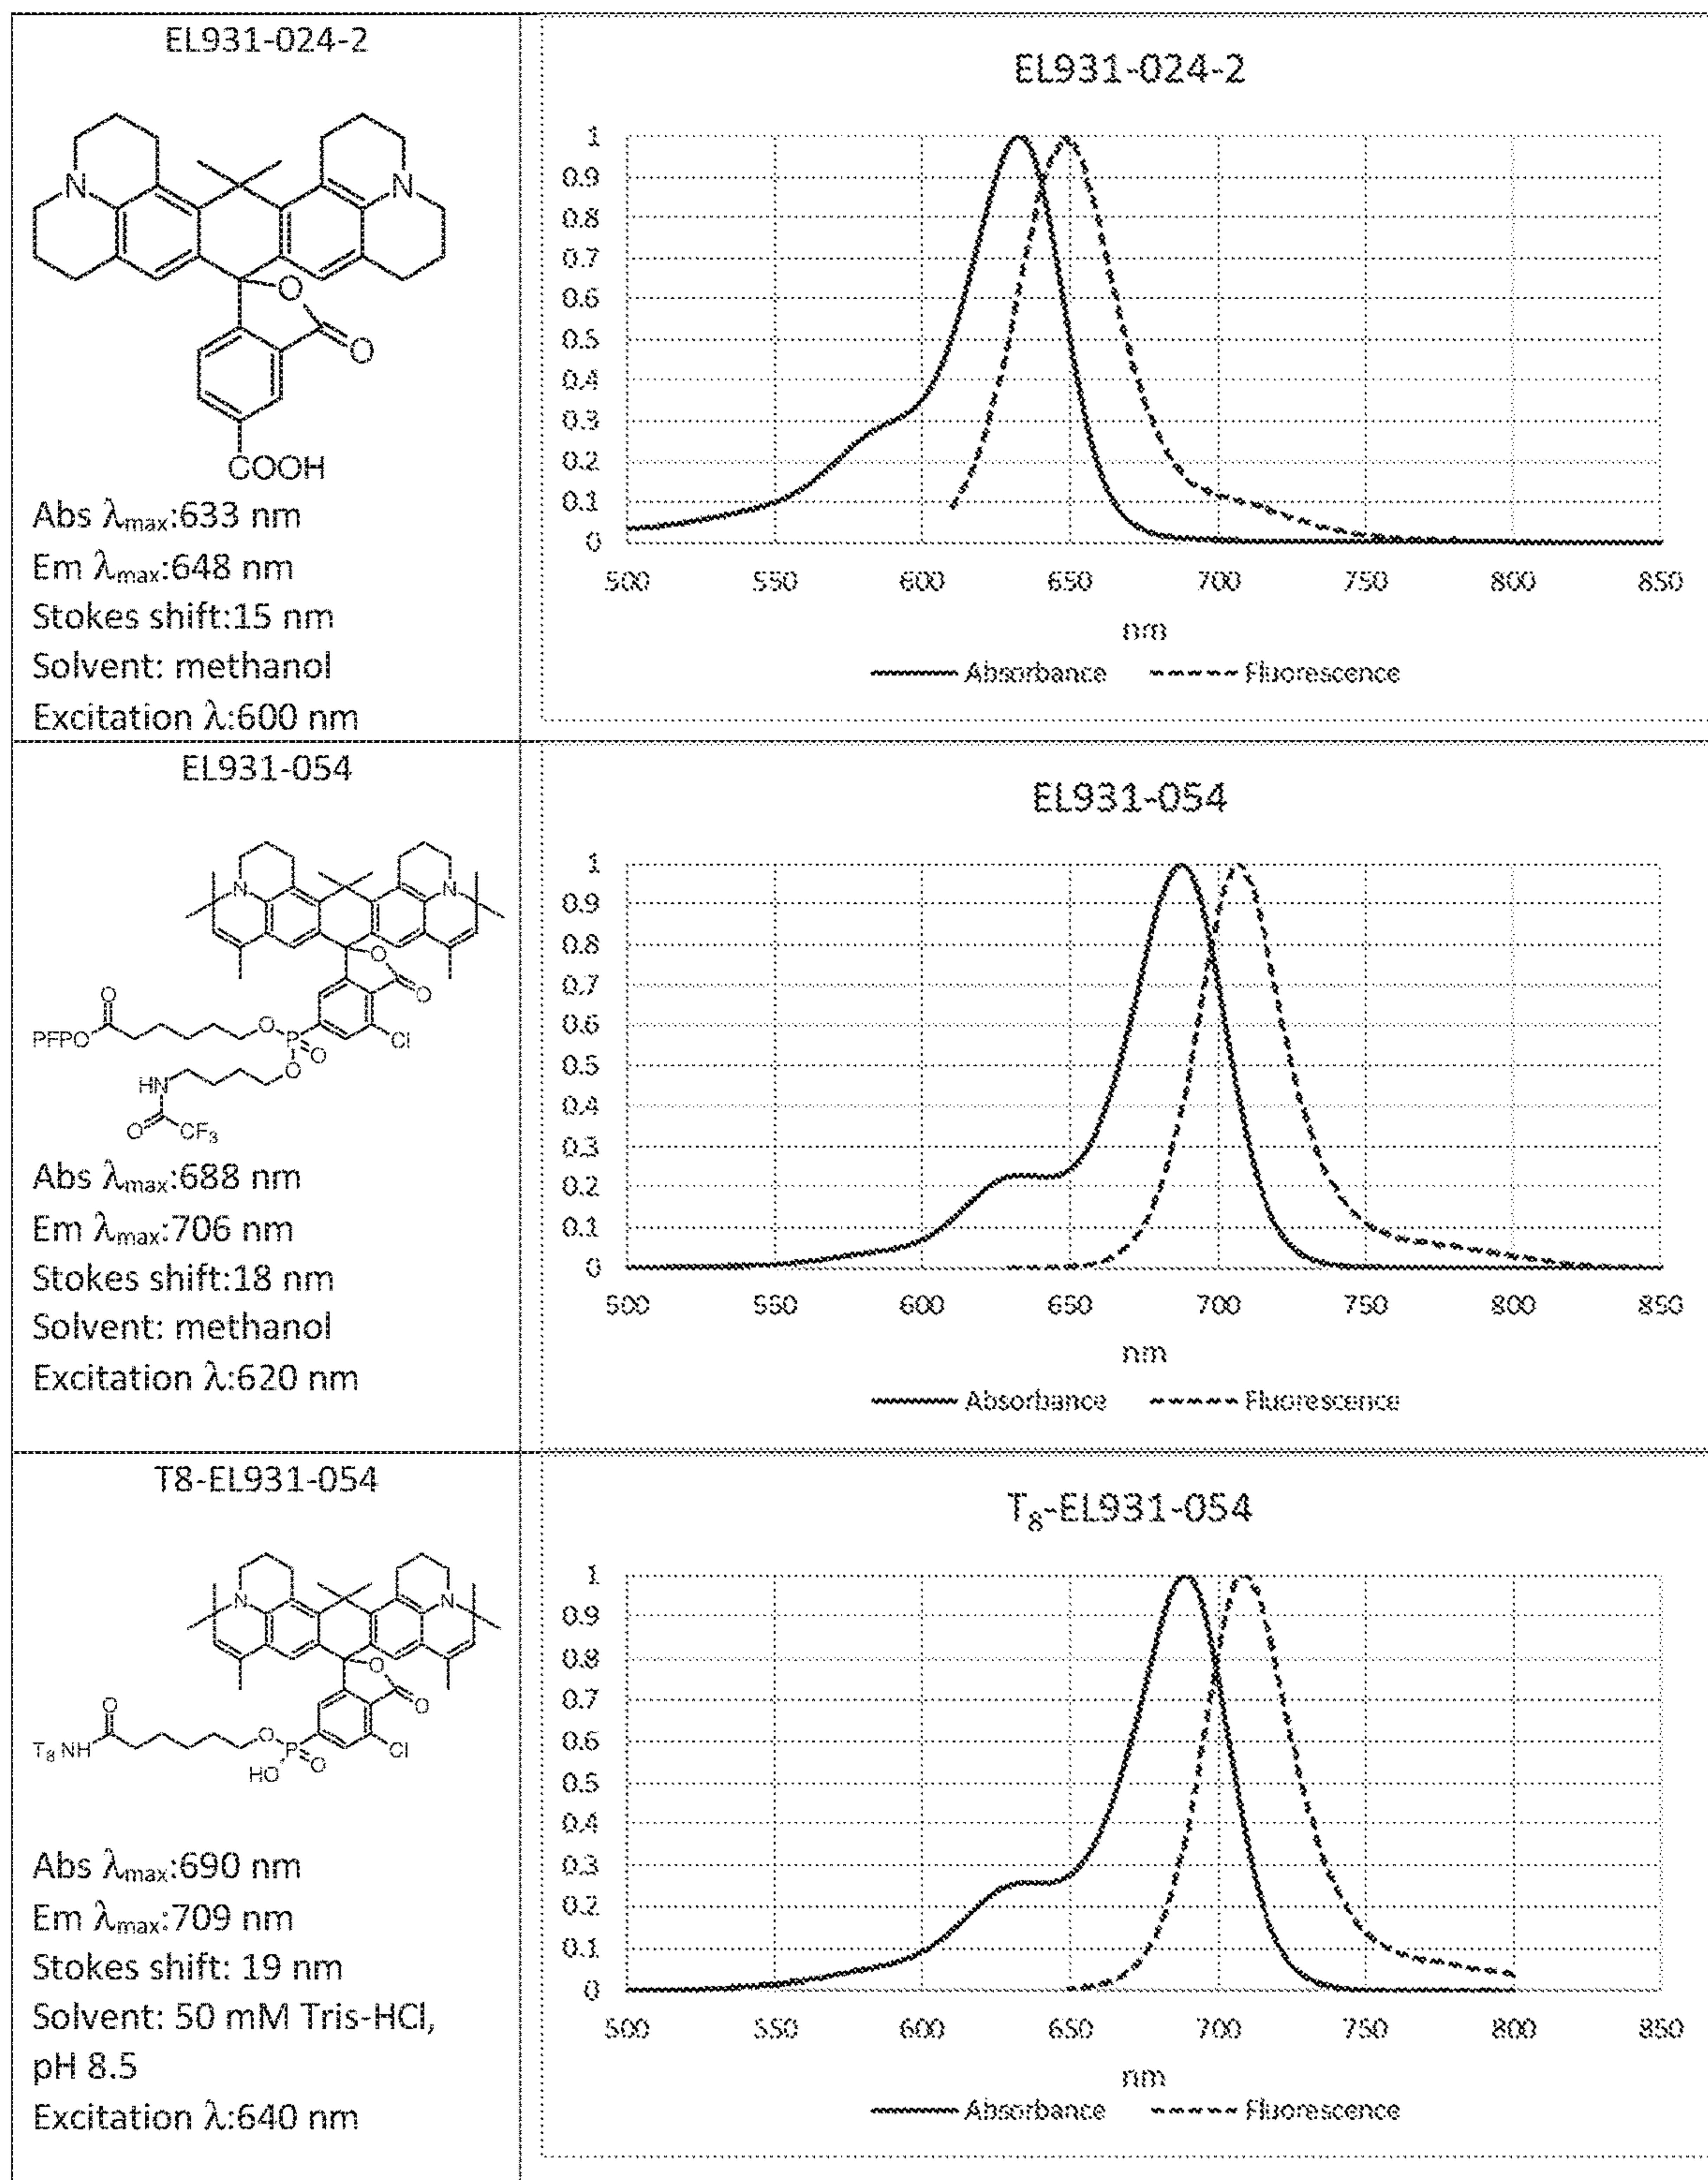 EL931-024-2
N
N
O
O
COOH
Abs λmax:633 nm
Em λmax:648 nm
Stokes shift:15 nm
Solvent: methanol
Excitation λ:600 nm
EL931-024-2
1
0.9
0.8
0.7
0.6
0.5
0.4
0.3
0.2
0.1
0
500 550 600 650 700 750 800 850
nm
Absorbance Fluorescence
EL931-054
N
N
O
O
O
O
PFPO
P
O
Cl
O
HN
O
CF3
Abs λmax:688 nm
Em λmax:706 nm
Stokes shift:18 nm
Solvent: methanol
Excitation λ:620 nm
EL931-054
1
0.9
0.8
0.7
0.6
0.5
0.4
0.3
0.2
0.1
0
500 550 600 650 700 750 800 850
nm
Absorbance Fluorescence
T8-EL931-054
N
N
O
O
O
O
T8 NH
P
O
Cl
HO
Abs λmax:690 nm
Em λmax:709 nm
Stokes shift: 19 nm
Solvent: 50 mM Tris-HCl,
pH 8.5
Excitation λ:640 nm
T8-EL931-054
1
0.9
0.8
0.7
0.6
0.5
0.4
0.3
0.2
0.1
0
500 550 600 650 700 750 800 850
nm
Absorbance Fluorescence